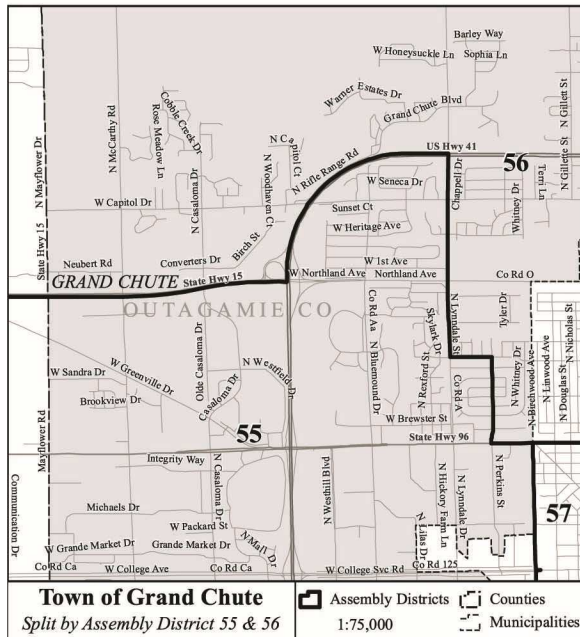 Barley Way
W Honeysuckle Ln
Sophia Ln
Warner Estates Dr
Grand Chute Blvd
N Gillett St
N Gillette St
Cobble Creek Dr
Rose Meadow Ln
N McCarthy Rd
N Mayflower Dr
N Capitol Ct
N Woodhaven Ct
N Rifle Range Rd
US Hwy 41
56
W Seneca Dr
Chappell Dr
Terri Ln
Whitney Dr
W Capitol Dr
N Casaloma Dr
Sunset Ct
W Heritage Ave
Birch St
State Hwy 15
Neubert Rd
Converters Dr
W 1st Ave
GRAND CHUTE
State Hwy 15
W Northland Ave
Northland Ave
Co Rd O
OUTAGAMIE CO
Co Rd Aa
N Bluemound Dr
Skylark Dr
N Rexford St
N Lynndale St
Co Rd A
Tyler Dr
N Whitney Dr
N Beechwood Ave
N Linwood Ave
N Douglas St
N Nicholas St
W Sandra Dr
W Greenville Dr
Olde Casaloma Dr
Casaloma Dr
N Westfield Dr
Brookview Dr
W Brewster St
55
State Hwy 96
Mayflower Rd
Integrity Way
N Casaloma Dr
N Westhill Blvd
N Perkins St
Communication Dr
57
Michaels Dr
W Packard St
N Hickory Farm Ln
N Lynndale Dr
N Lilas Dr
W Grande Market Dr
Grande Market Dr
N Mall Dr
Co Rd Ca
W College Ave
Co Rd Ca
W College Svc Rd
Co Rd 125
Town of Grand Chute
Split by Assembly District 55 & 56
Assembly Districts
Counties
1:75,000
Municipalities